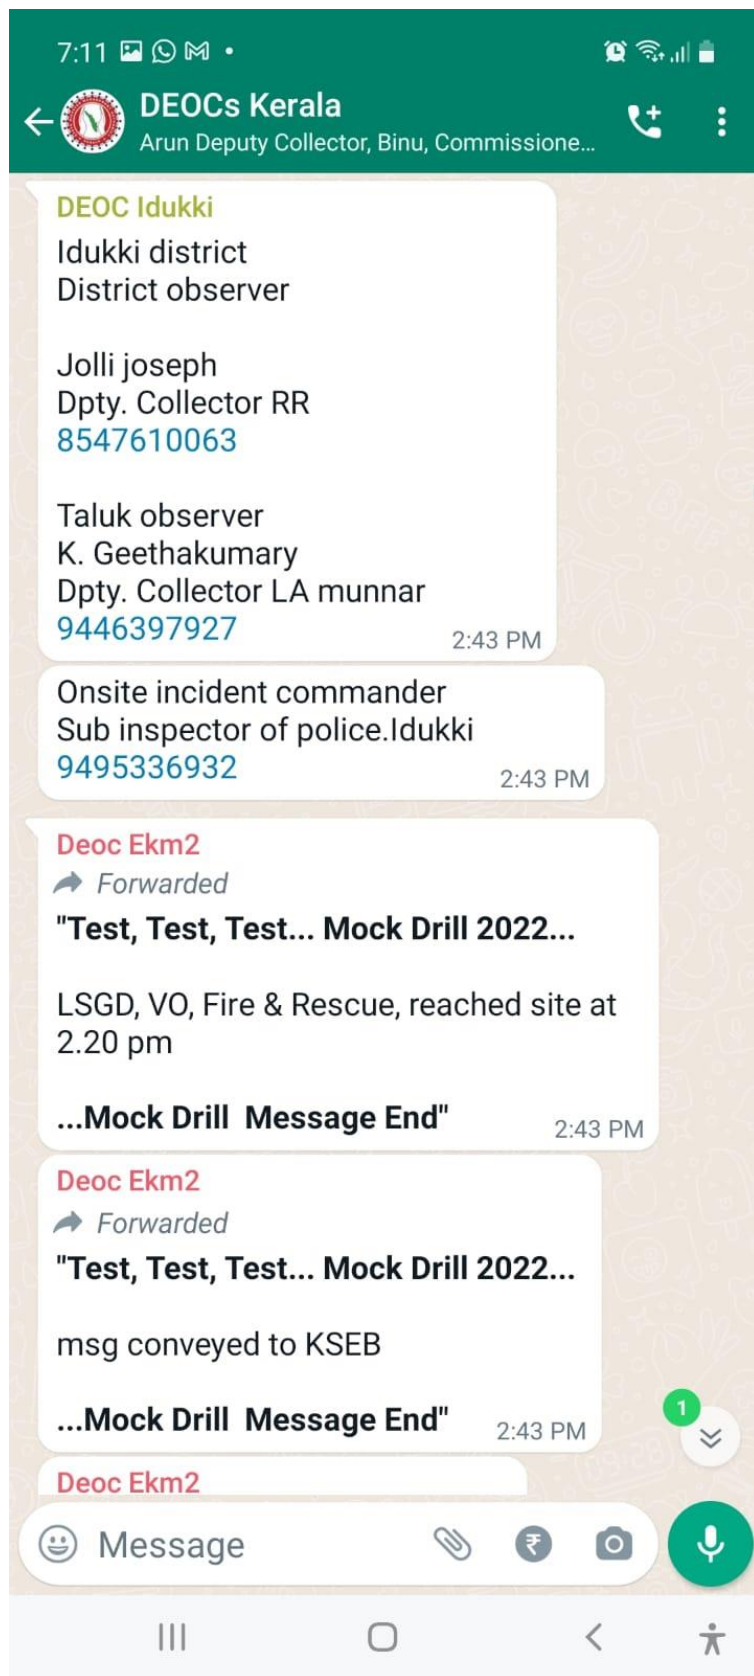 7:11
DEOCs Kerala
Arun Deputy Collector, Binu, Commissione...
DEOC Idukki
Idukki district
District observer
Jolli joseph
Dpty. Collector RR
8547610063
Taluk observer
K. Geethakumary
Dpty. Collector LA munnar
9446397927
2:43 PM
Onsite incident commander
Sub inspector of police.Idukki
9495336932
2:43 PM
Deoc Ekm2
Forwarded
"Test, Test, Test... Mock Drill 2022...
LSGD, VO, Fire & Rescue, reached site at
2.20 pm
...Mock Drill  Message End"
2:43 PM
Deoc Ekm2
Forwarded
"Test, Test, Test... Mock Drill 2022...
msg conveyed to KSEB
...Mock Drill  Message End"
2:43 PM
1
Deoc Ekm2
Message